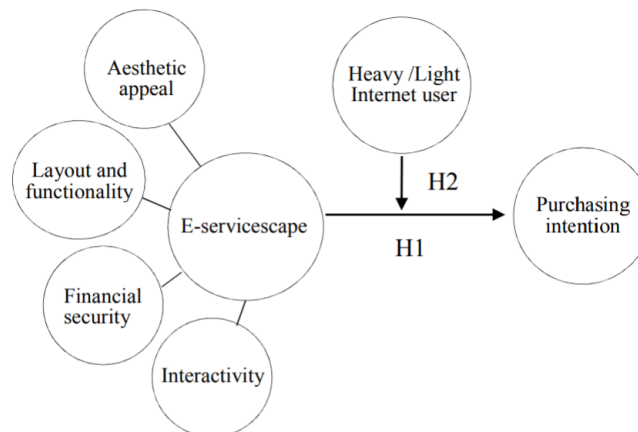 Aesthetic
appeal
Heavy /Light
Internet user
Layout and
functionality
H2
E-servicescape
Purchasing
intention
H1
Financial
security
Interactivity